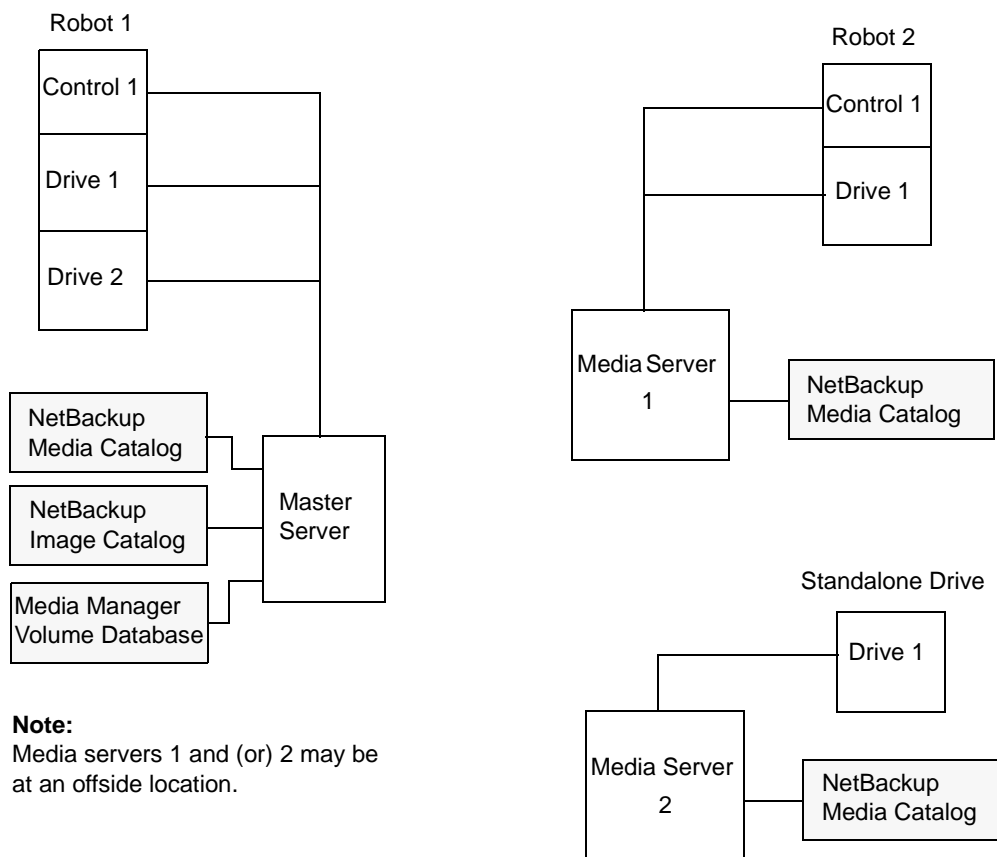 Robot 1
Control 1
Drive 1
Drive 2
NetBackup
Media Catalog
NetBackup
Image Catalog
Media Manager
Volume Database
Master
Server
Note:
Media servers 1 and (or) 2 may be
at an offside location.
Robot 2
Control 1
Drive 1
Media Server
1
NetBackup
Media Catalog
Standalone Drive
Drive 1
Media Server
2
NetBackup
Media Catalog